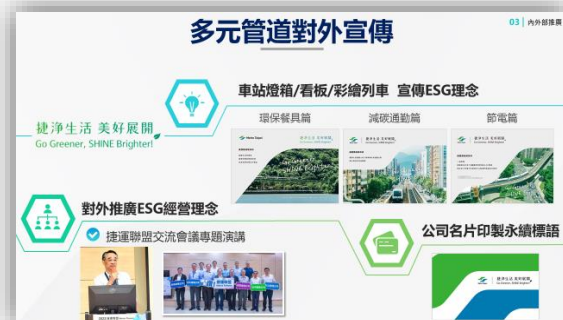 多元管道對外宣傳
03 | 內外部推廣
車站燈箱/看板/彩繪列車 宣傳ESG理念
捷淨生活 美好展開
Go Greener, SHINE Brighter!
環保餐具篇
減碳通勤篇
節電篇
對外推廣ESG經營理念
捷運聯盟交流會議專題演講
公司名片印製永續標語